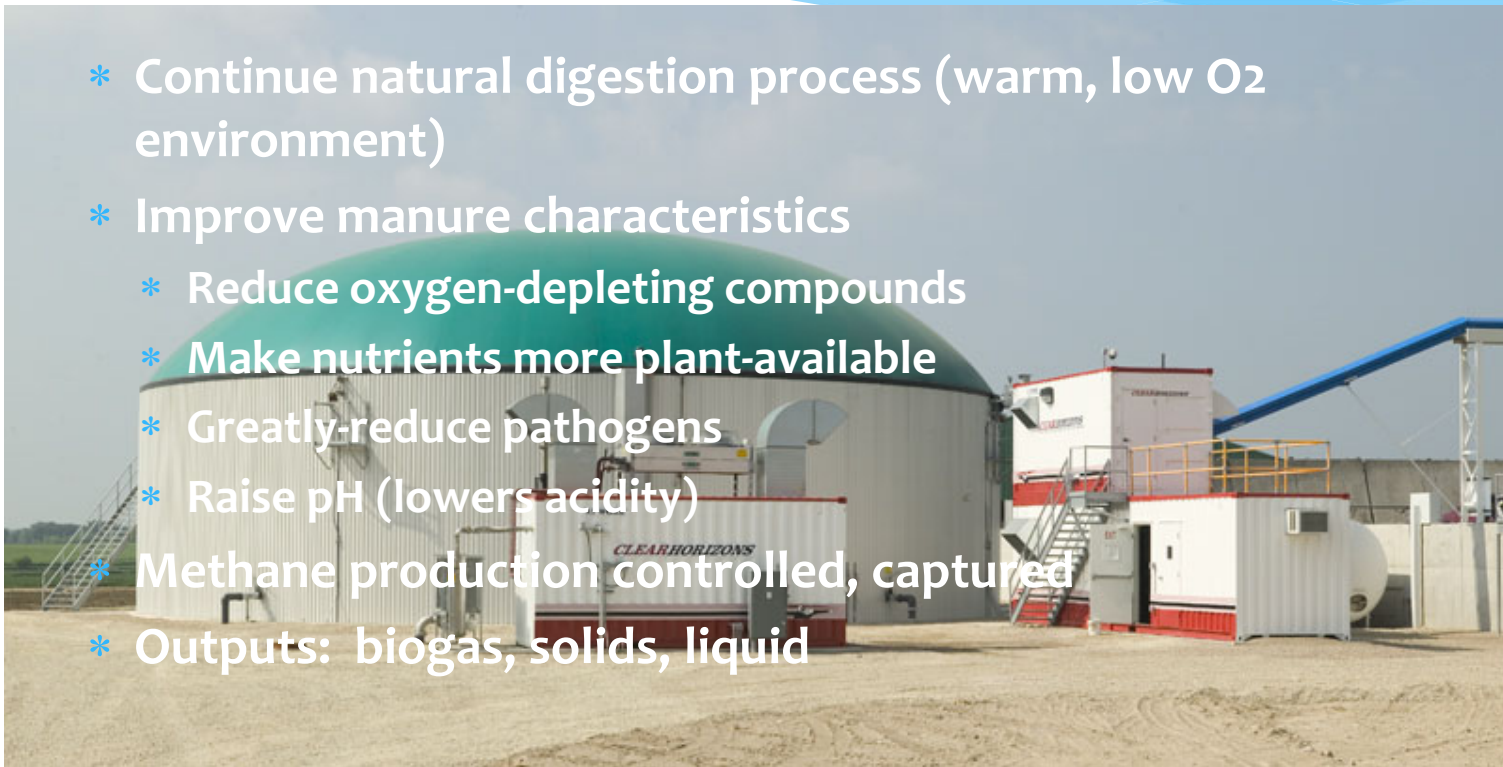 * Continue natural digestion process (warm, low O2
environment)
* Improve manure characteristics
* Reduce oxygen-depleting compounds
* Make nutrients more plant-available
* Greatly-reduce pathogens
* Raise pH (lowers acidity)
CLEARHORIZONS
* Methane production controlled, captured
* Outputs: biogas, solids, liquid
CLEARHORIZONS